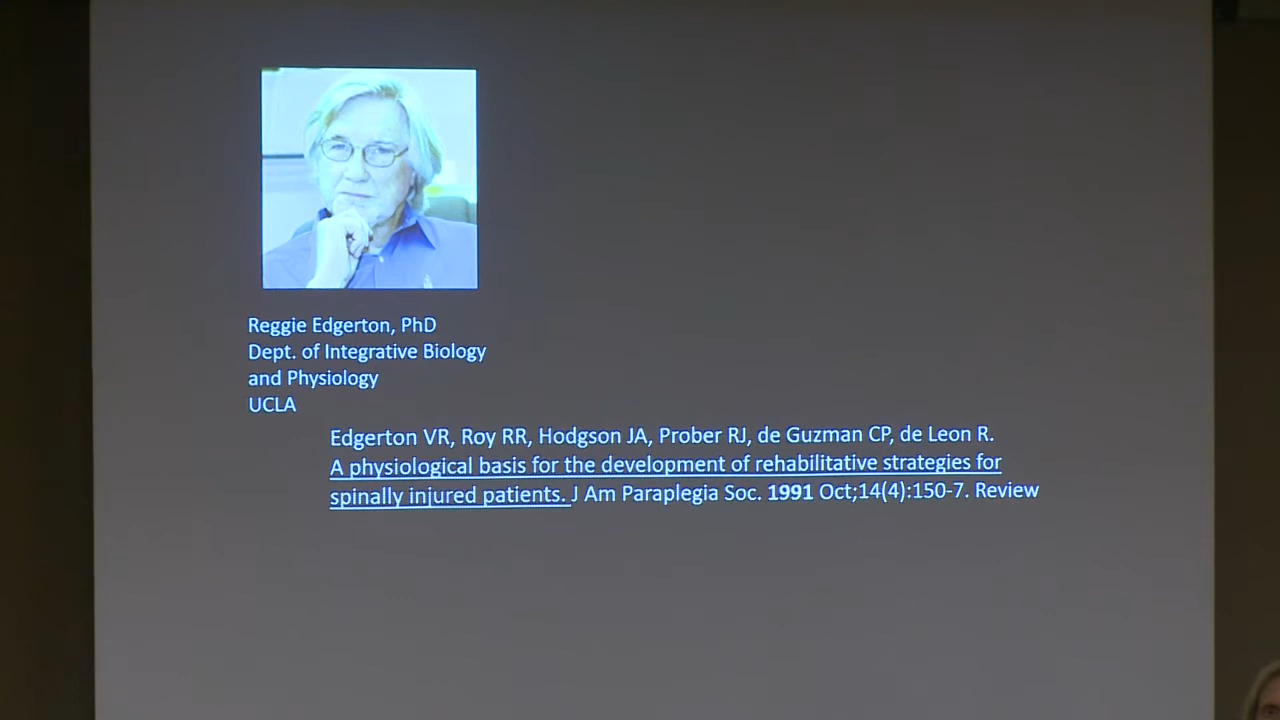 Reggie Edgerton, PhD
Dept. of Integrative Biology
and Physiology
UCLA
Edgerton VR, Roy RR, Hodgson JA, Prober RJ, de Guzman CP, de Leon R.
A physiological basis for the development of rehabilitative strategies for
spinally injured patients. J Am Paraplegia Soc. 1991 Oct;14(4):150-7. Review